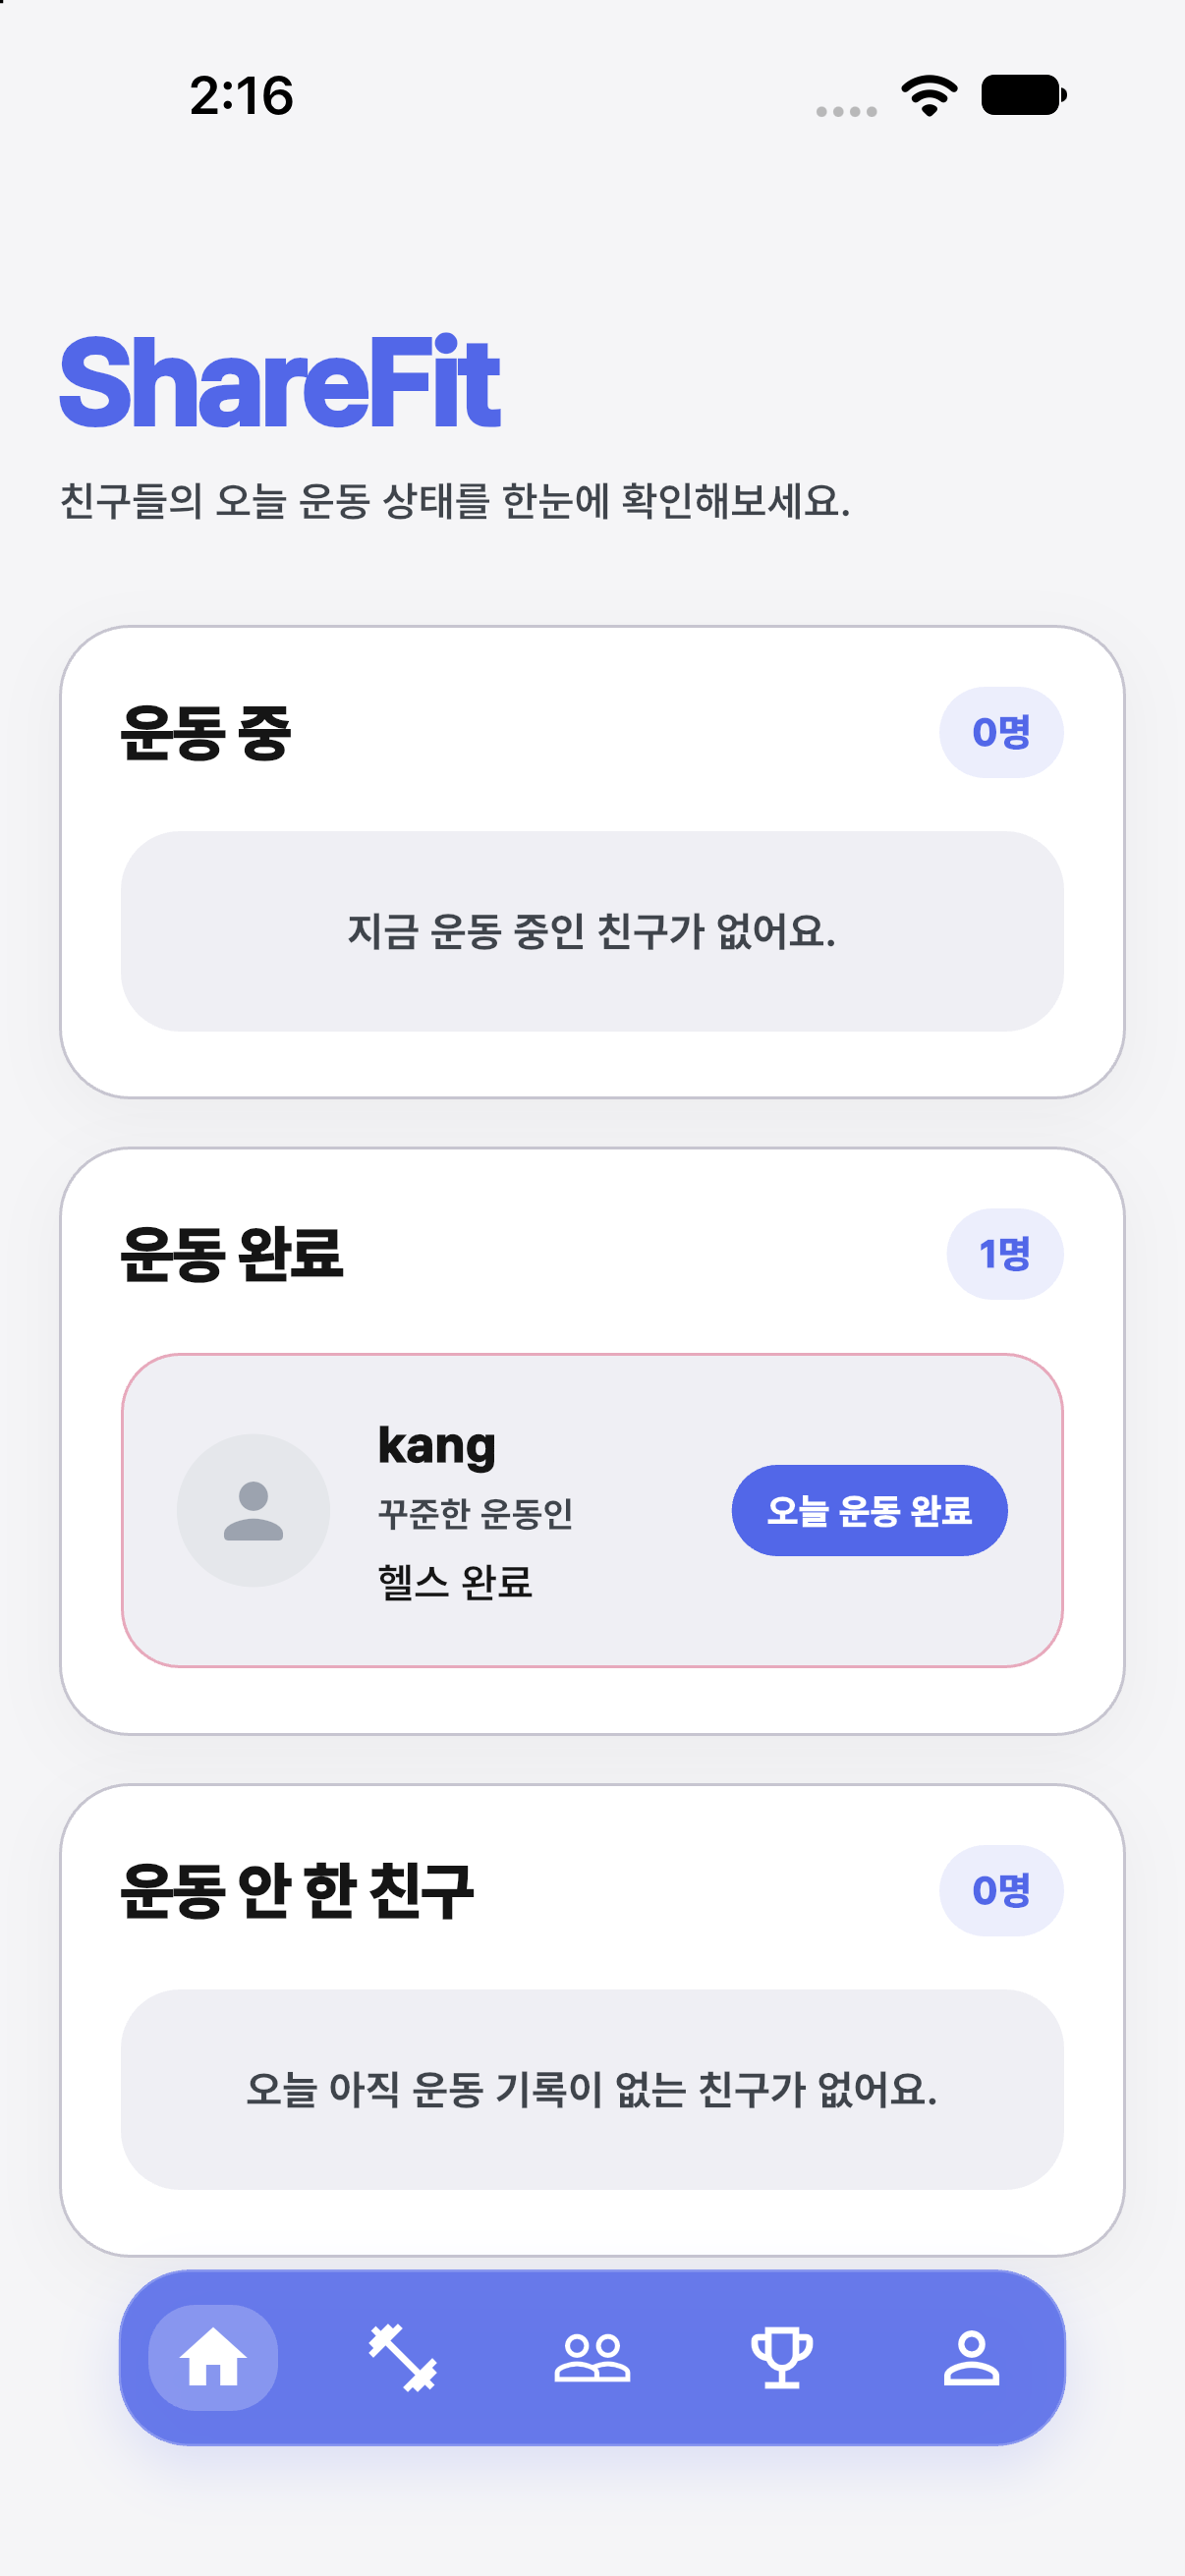 2:16
ShareFit
친구들의 오늘 운동 상태를 한눈에 확인해보세요.
운동 중
0명
지금 운동 중인 친구가 없어요.
운동 완료
1명
kang
꾸준한 운동인
헬스 완료
오늘 운동 완료
운동 안 한 친구
0명
오늘 아직 운동 기록이 없는 친구가 없어요.